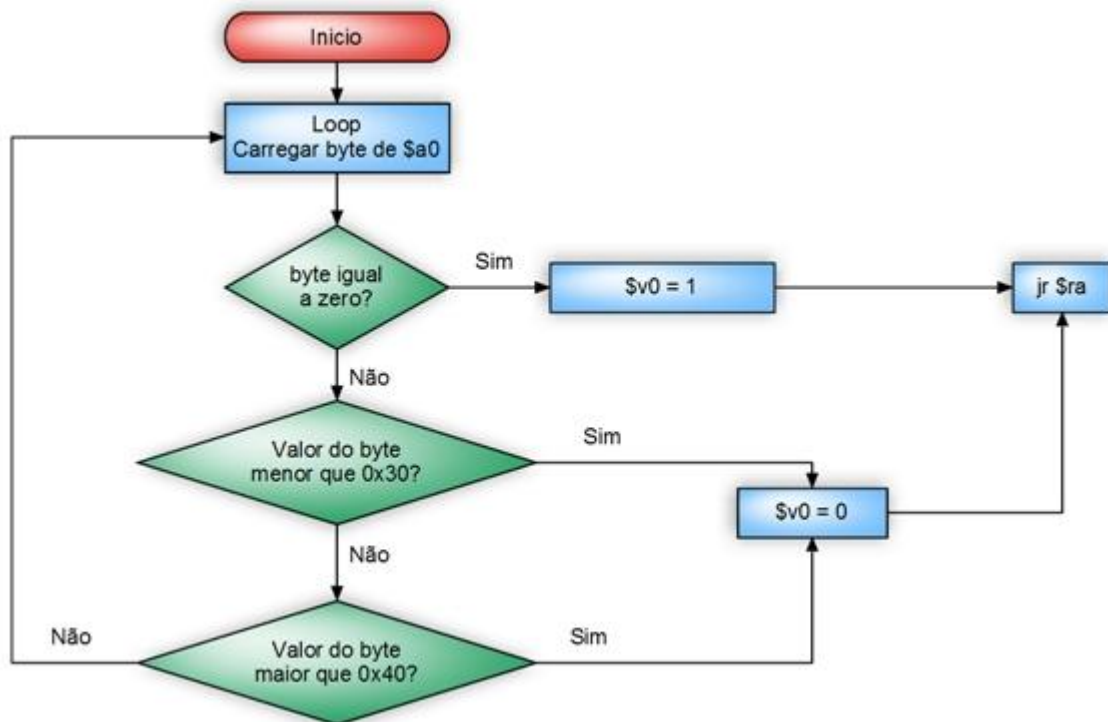 Inicio
Loop
Carregar byte de $a0
byte igual
a zero?
Sim
$v0 = 1
jr $ra
Não
Valor do byte
menor que 0x30?
Sim
$v0 = 0
Não
Valor do byte
maior que 0x40?
Não
Sim